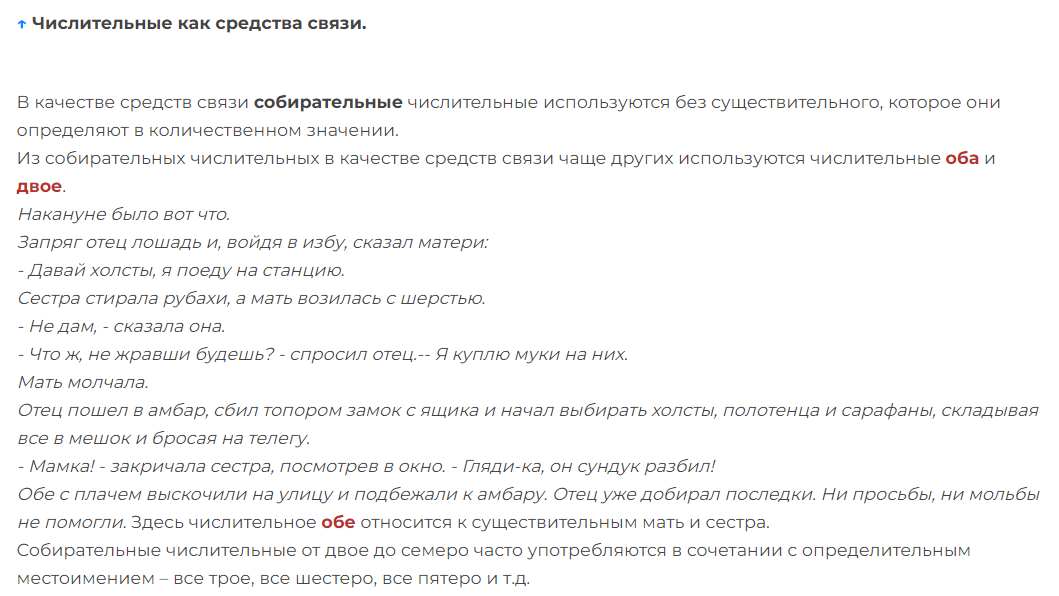 ↑ Числительные как средства связи.
В качестве средств связи собирательные числительные используются без существительного, которое они
определяют в количественном значении.
Из собирательных числительных в качестве средств связи чаще других используются числительные оба и
двое.
Накануне было вот что.
Запряг отец лошадь и, войдя в избу, сказал матери:
- Давай холсты, я поеду на станцию.
Сестра стирала рубахи, а мать возилась с шерстью.
- Не дам, - сказала она.
- Что ж, не жравши будешь? - спросил отец.-- Я куплю муки на них.
Мать молчала.
Отец пошел в амбар, сбил топором замок с ящика и начал выбирать холсты, полотенца и сарафаны, складывая
все в мешок и бросая на телегу.
- Мамка! - закричала сестра, посмотрев в окно. - Гляди-ка, он сундук разбил!
Обе с плачем выскочили на улицу и подбежали к амбару. Отец уже добирал последки. Ни просьбы, ни мольбы
не помогли. Здесь числительное обе относится к существительным мать и сестра.
Собирательные числительные от двое до семеро часто употребляются в сочетании с определительным
местоимением – все трое, все шестеро, все пятеро и т.д.